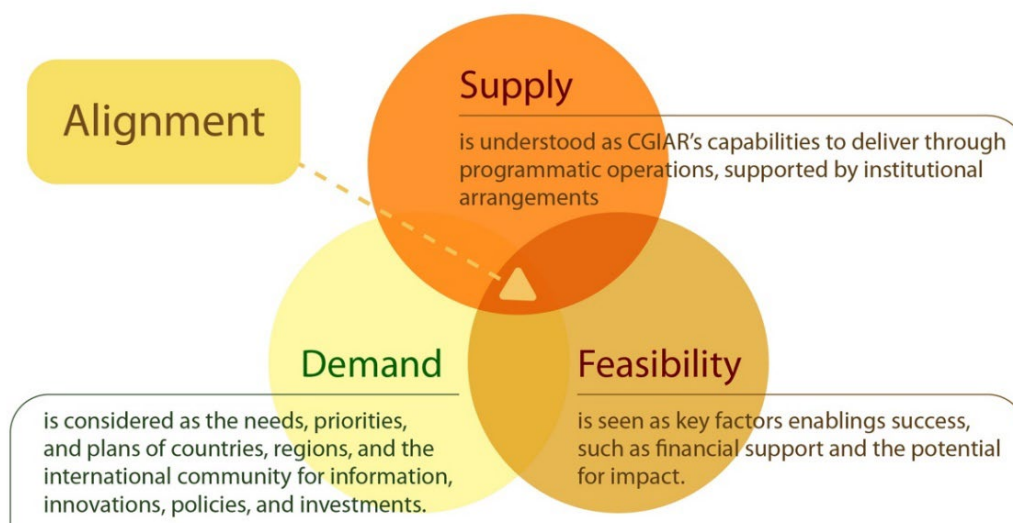 Alignment
Supply
is understood as CGIAR's capabilities to deliver through
programmatic operations, supported by institutional
arrangements
Demand
is considered as the needs, priorities,
and plans of countries, regions, and the
international community for information,
innovations, policies, and investments.
Feasibility
is seen as key factors enablings success,
such as financial support and the potential
for impact.